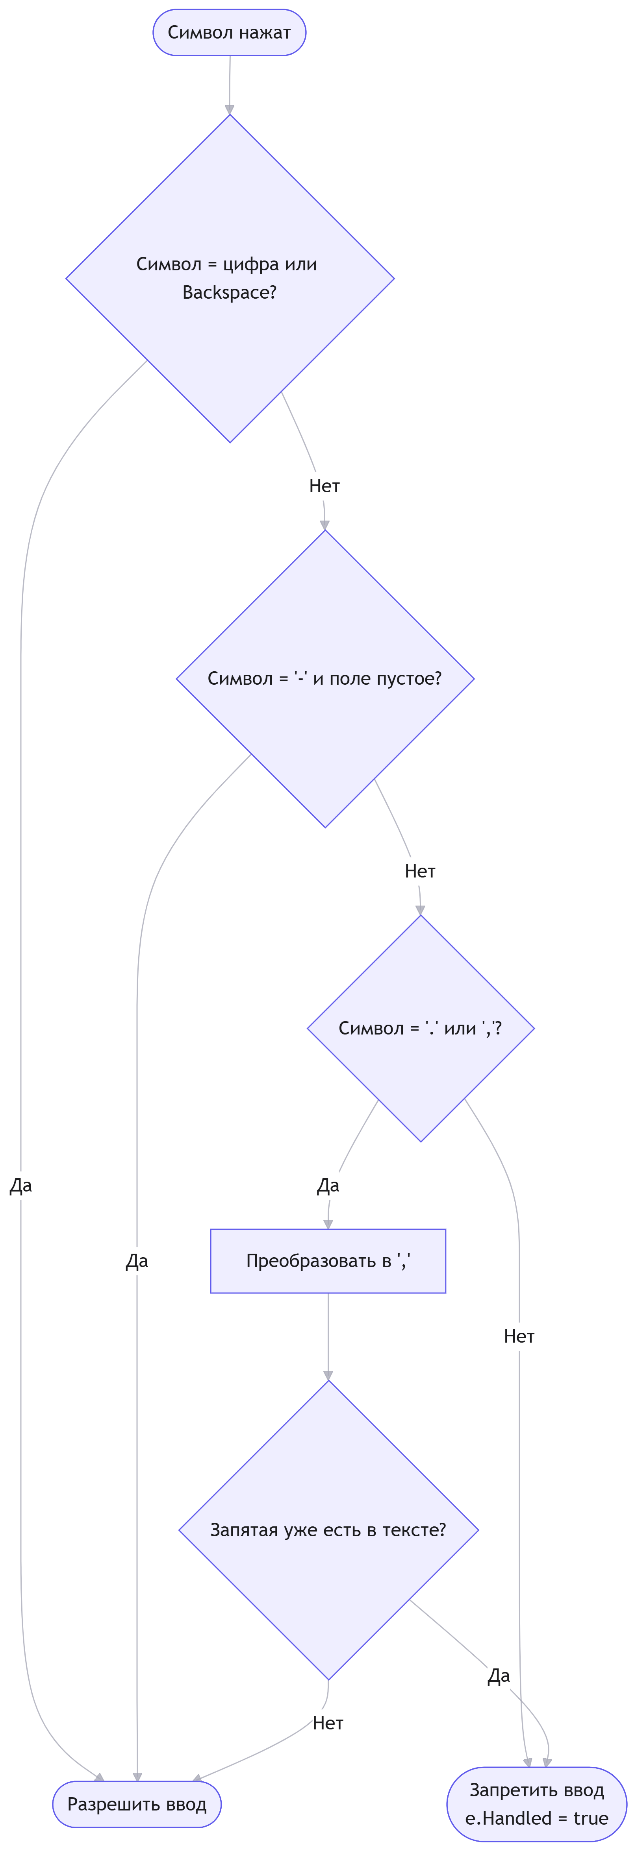 Символ нажат
Символ = цифра или
Backspace?
Нет
Символ = '-' и поле пустое?
Нет
Символ = '.' или ','?
Да
Да
Преобразовать в ','
Да
Нет
Запятая уже есть в тексте?
Да
Нет
Разрешить ввод
Запретить ввод
e.Handled = true